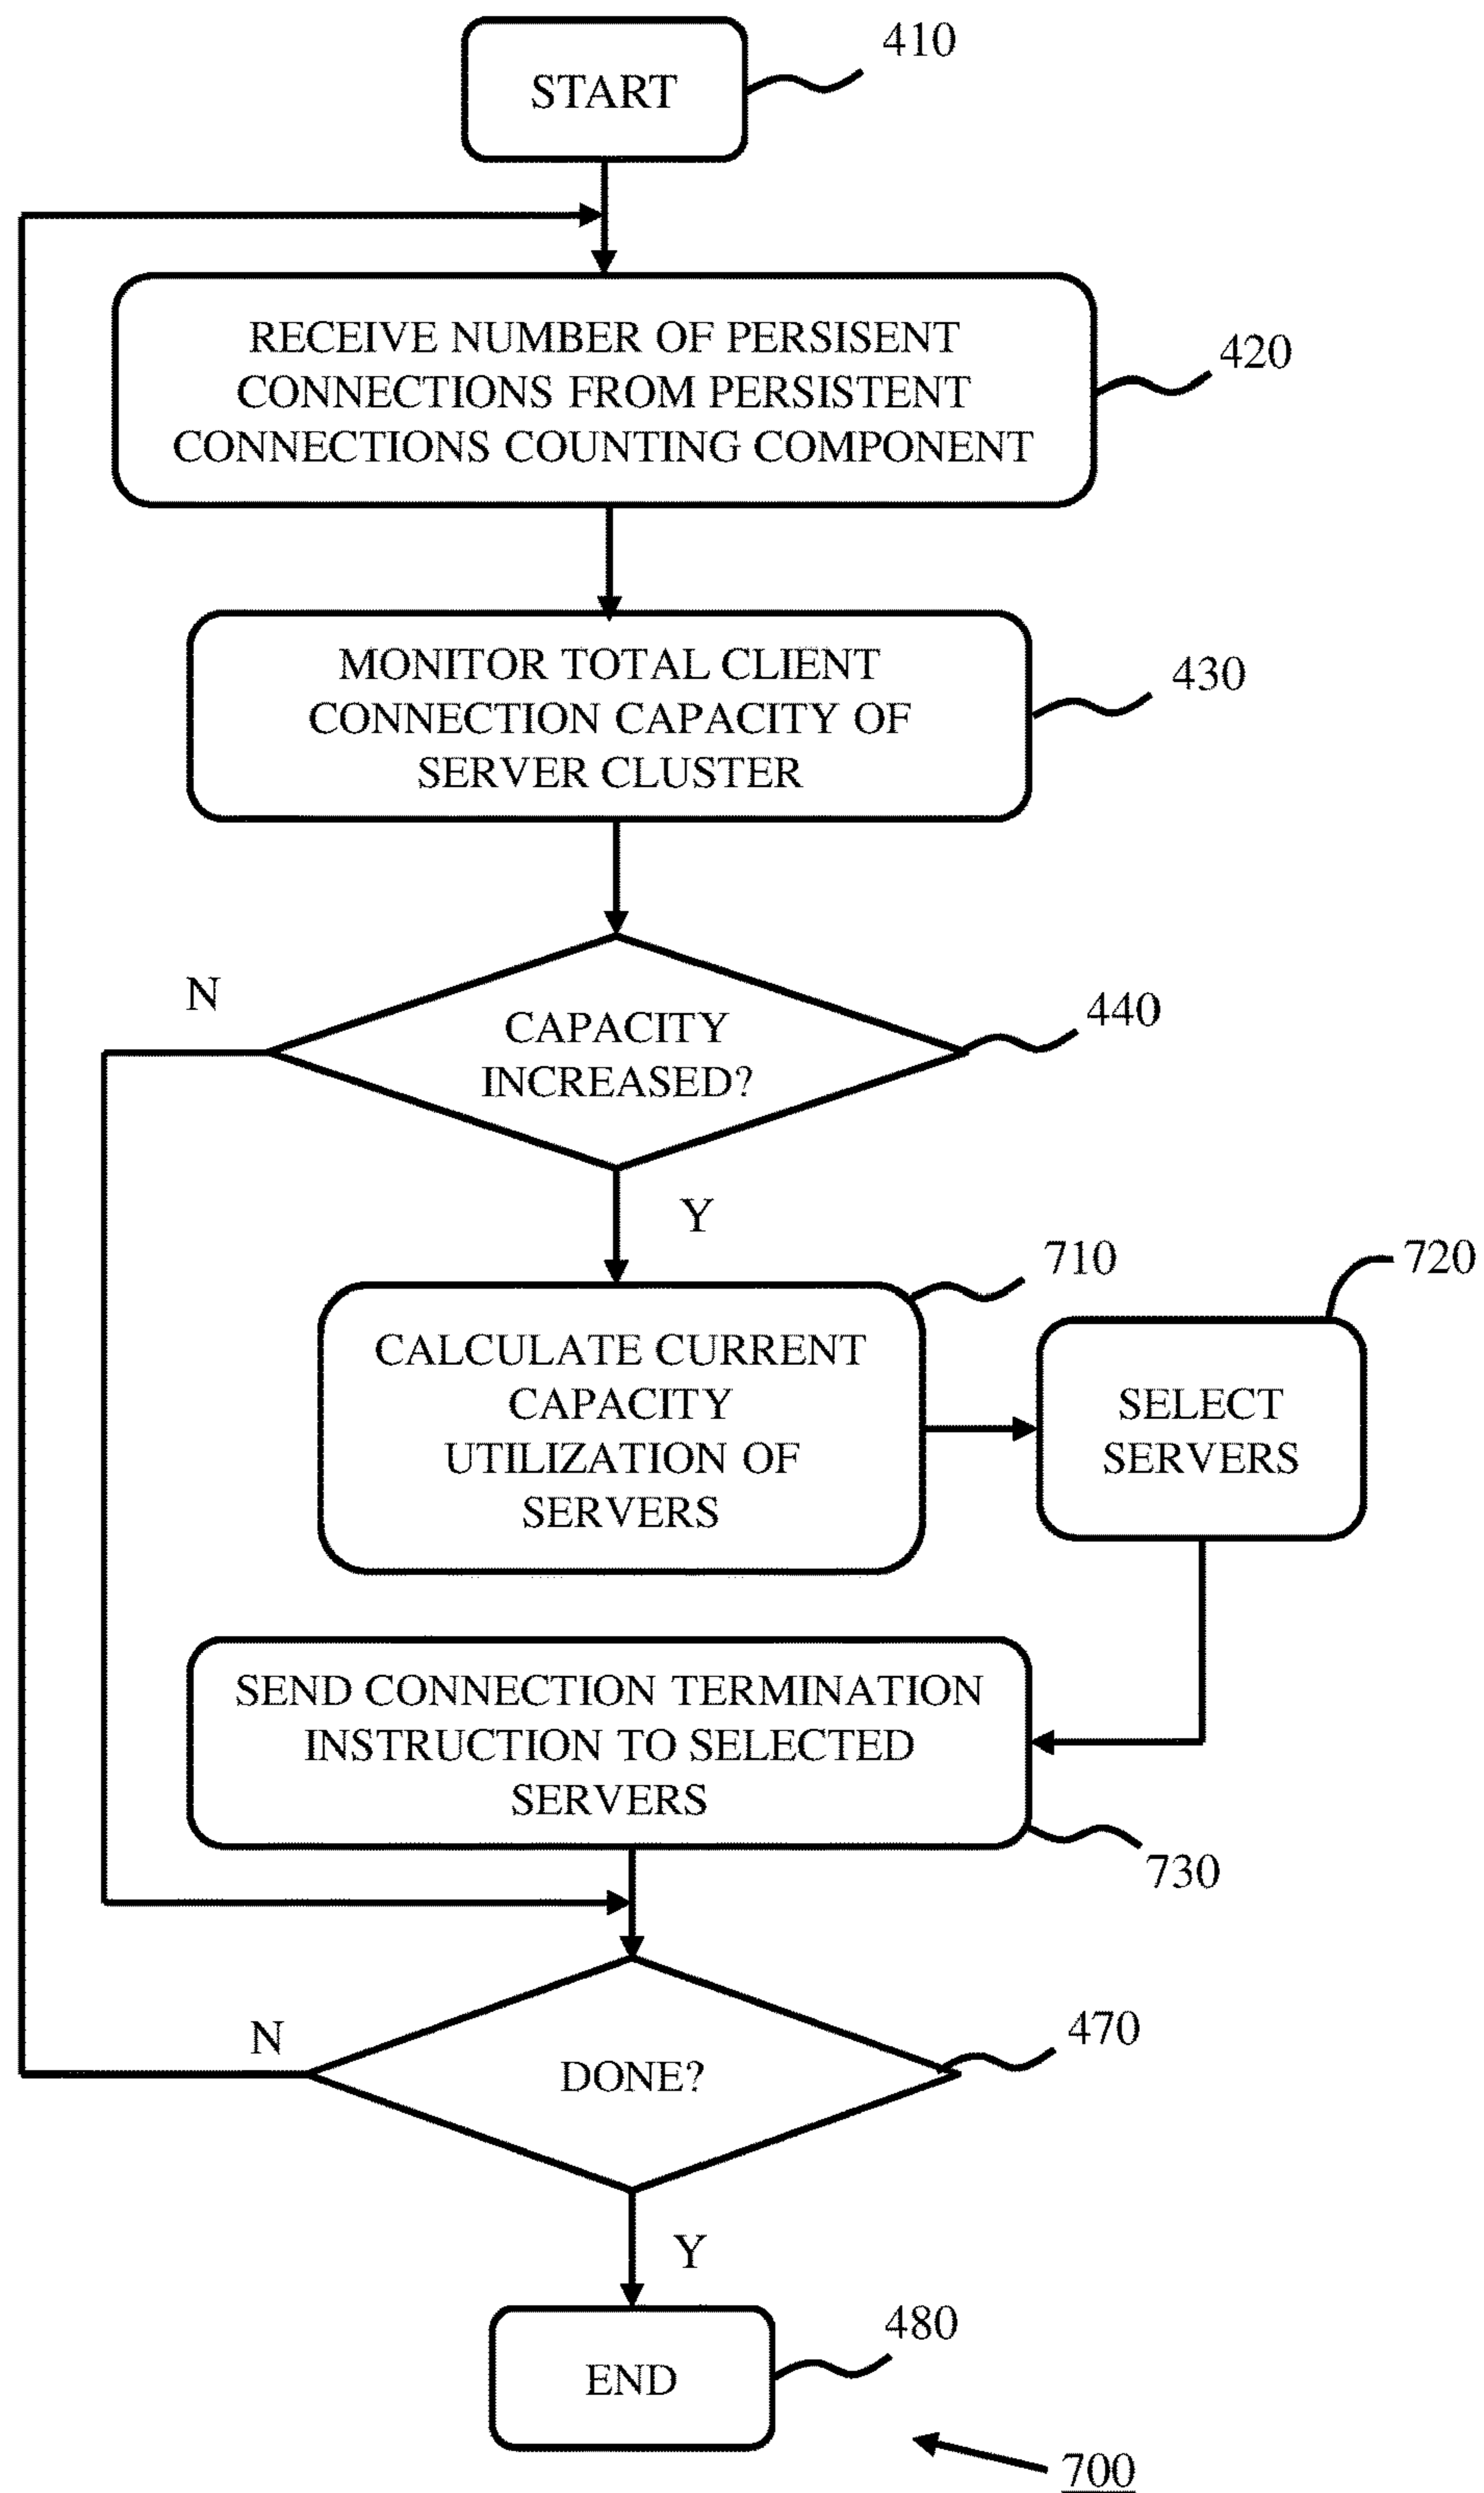 START
410
RECEIVE NUMBER OF PERSISENT
CONNECTIONS FROM PERSISTENT
CONNECTIONS COUNTING COMPONENT
420
MONITOR TOTAL CLIENT
CONNECTION CAPACITY OF
SERVER CLUSTER
430
N
CAPACITY
INCREASED?
440
Y
710
720
CALCULATE CURRENT
CAPACITY
UTILIZATION OF
SERVERS
SELECT
SERVERS
SEND CONNECTION TERMINATION
INSTRUCTION TO SELECTED
SERVERS
730
N
DONE?
470
Y
END
480
700